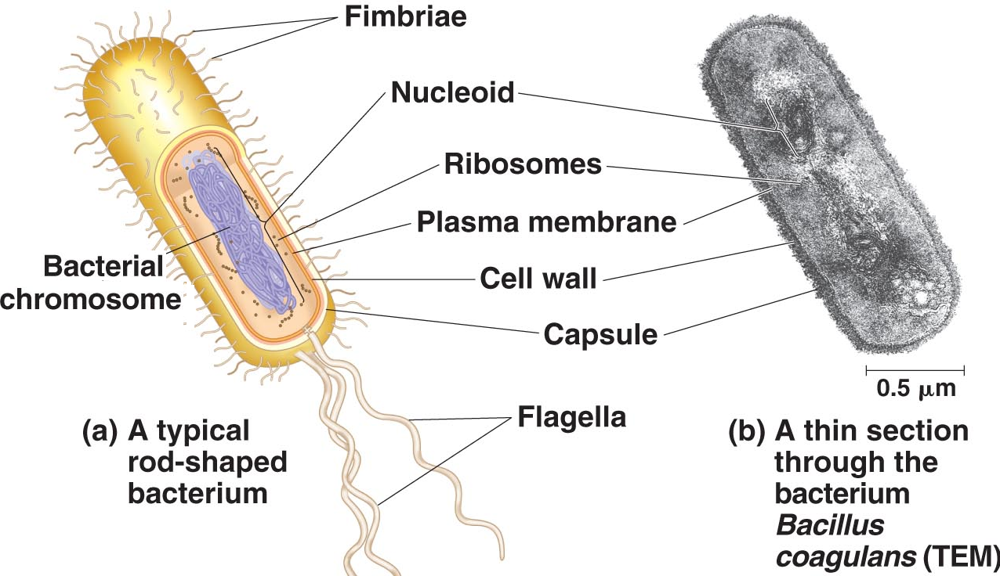 Fimbriae
Nucleoid
Ribosomes
Plasma membrane
Bacterial
chromosome
Cell wall
Capsule
0.5 μm
Flagella
(a) A typical
rod-shaped
bacterium
(b) A thin section
through the
bacterium
Bacillus
coagulans (TEM)